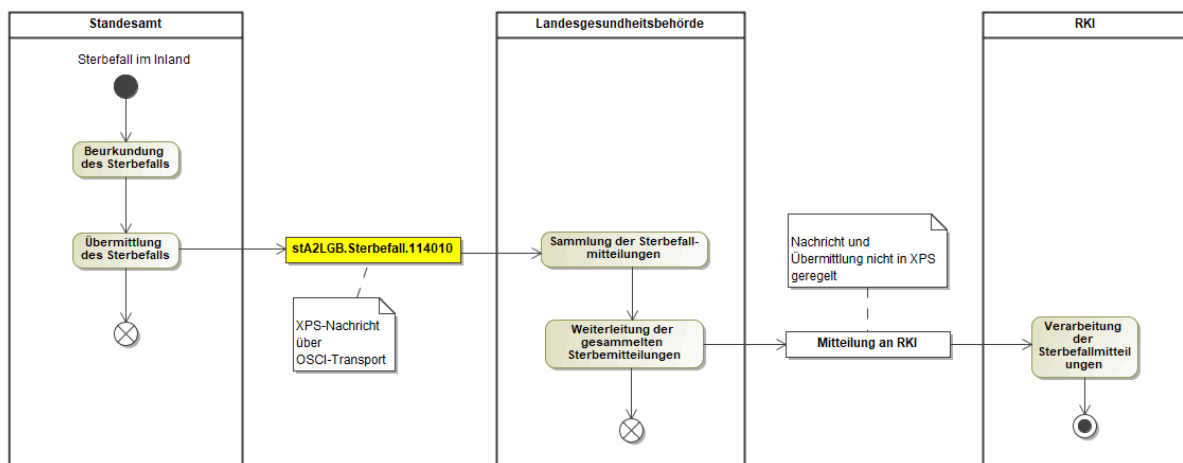 Standesamt
Landesgesundheitsbehörde
RKI
Sterbefall im Inland
Beurkundung
des Sterbefalls
Übermittlung
des Sterbefalls
stA2LGB.Sterbefall.114010
XPS-Nachricht
über
OSCI-Transport
Sammlung der Sterbefall-
mitteilungen
Weiterleitung der
gesammelten
Sterbemitteilungen
Nachricht und
Übermittlung nicht in XPS
geregelt
Mitteilung an RKI
Verarbeitung
der
Sterbefallmitteil
ungen